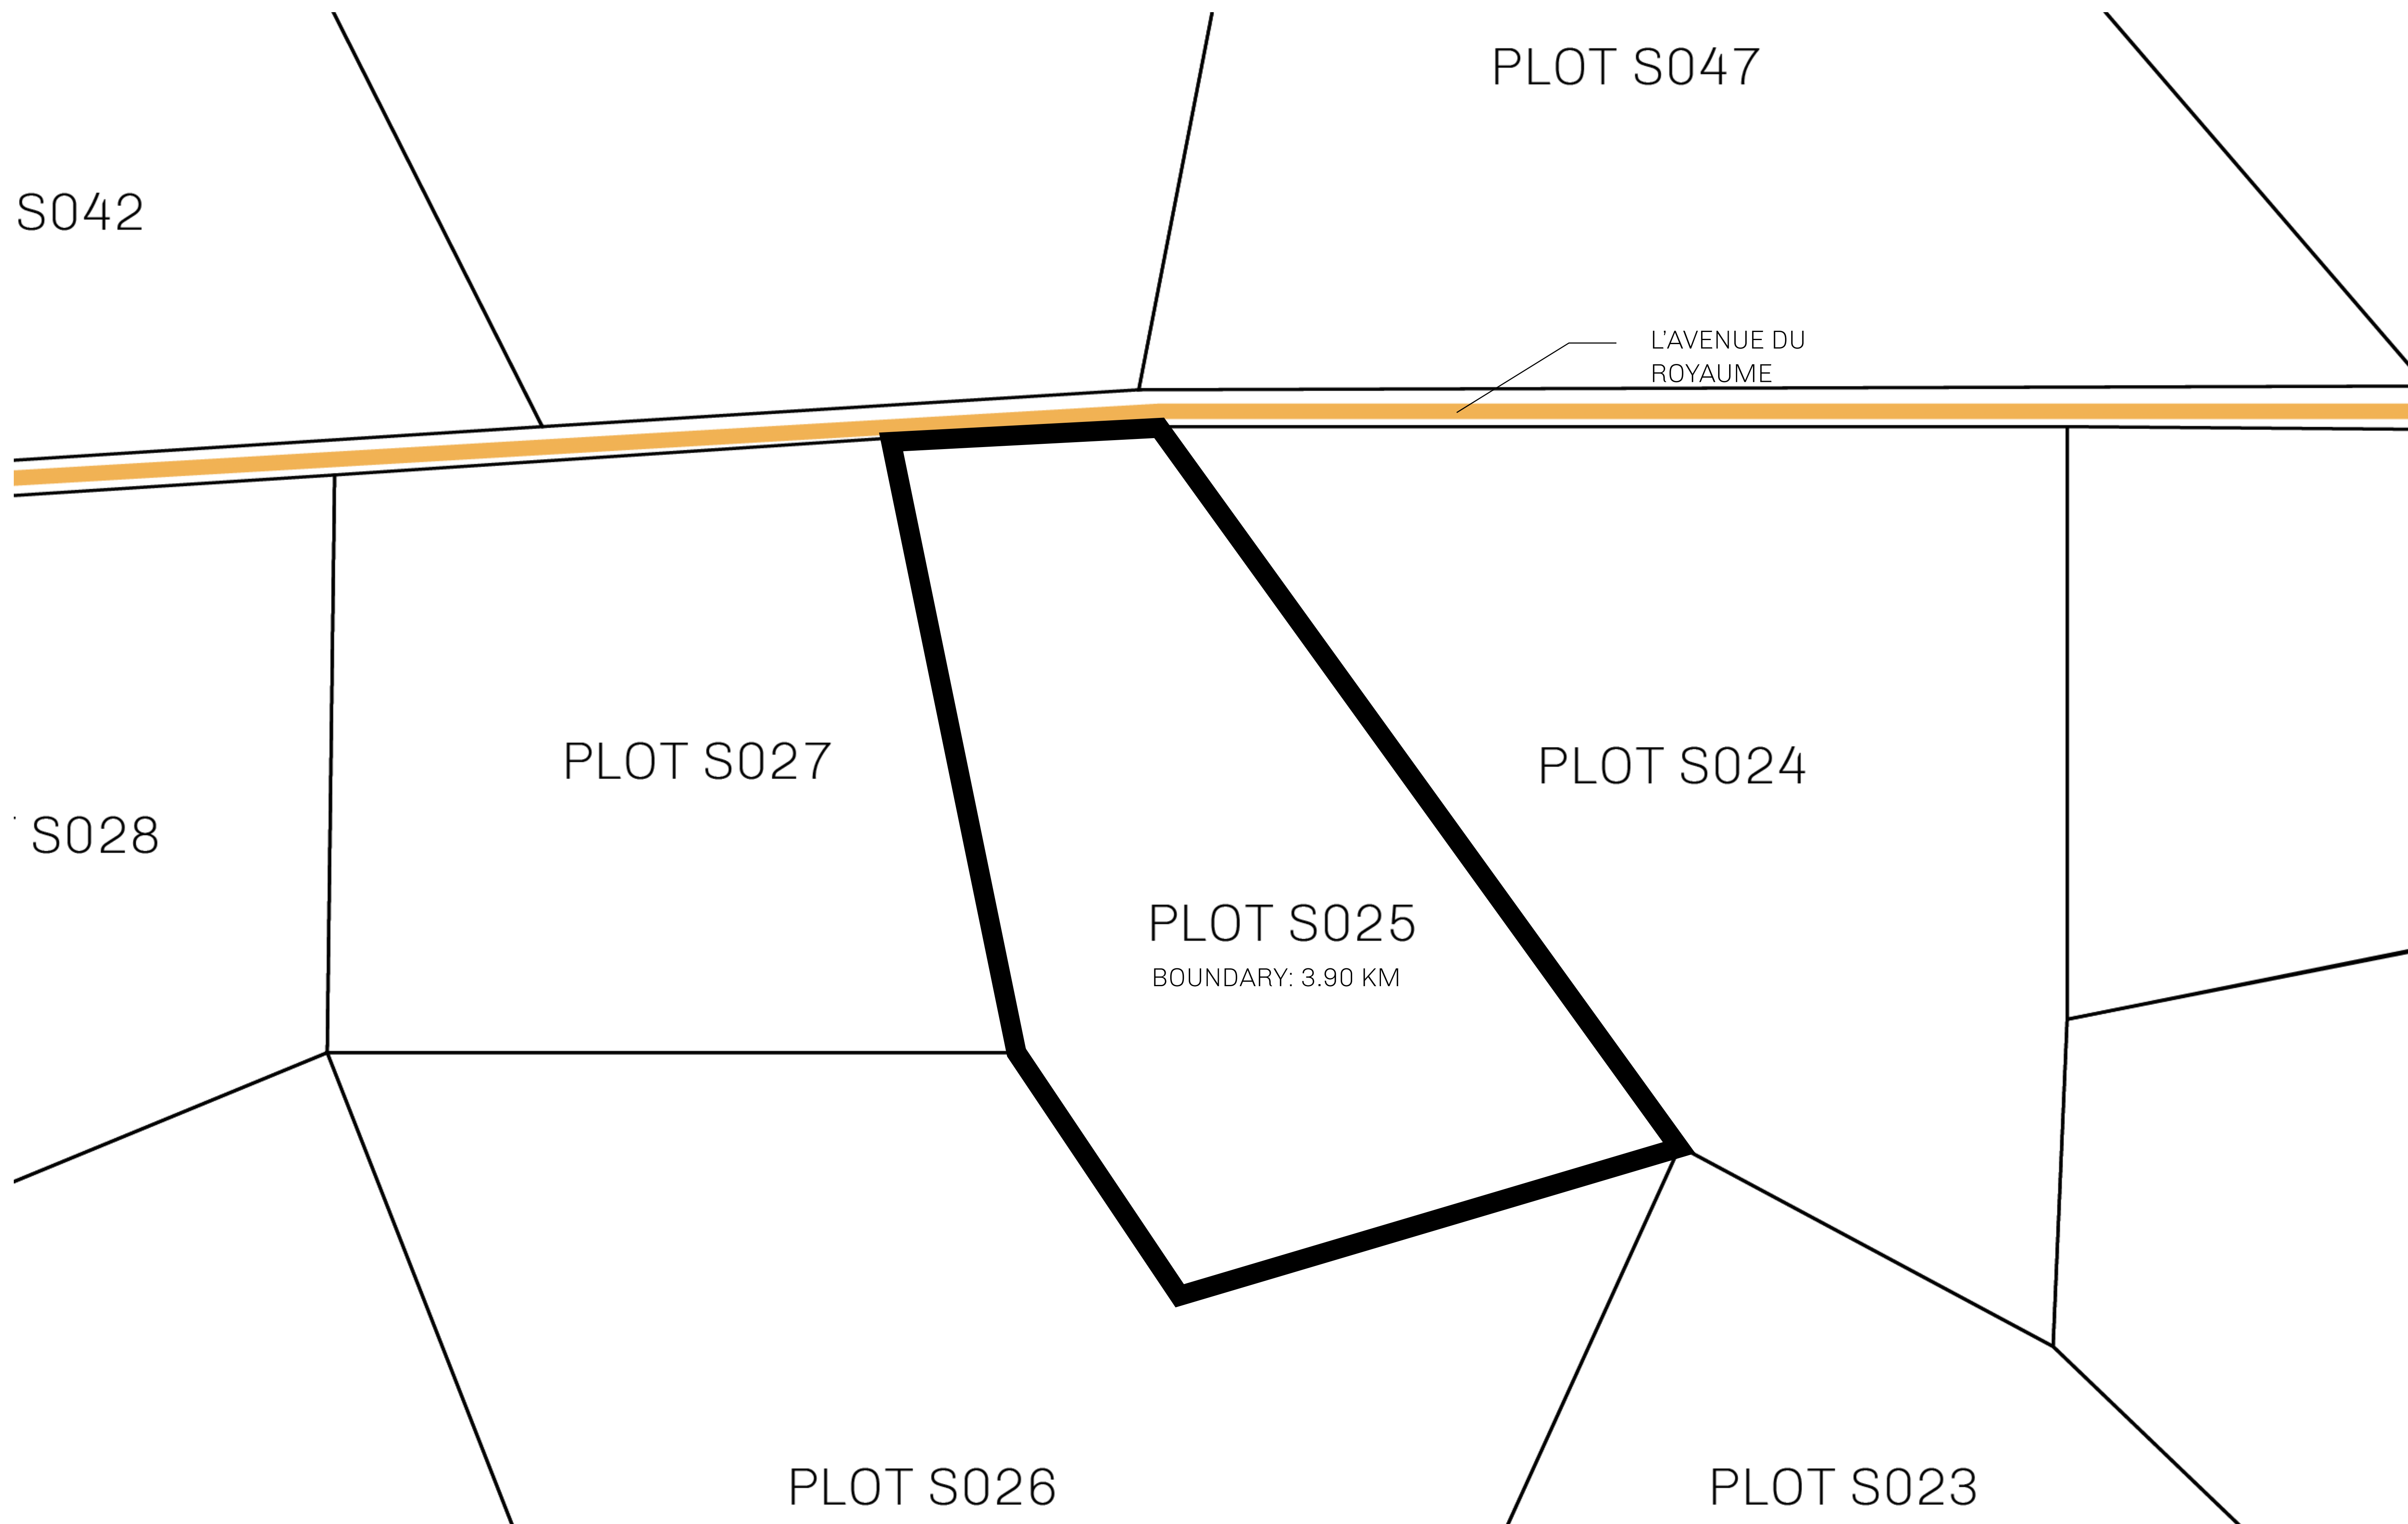 PLOT S047
S042
L'AVENUE DU
ROYAUME
PLOT S027
PLOT S024
S028
PLOT S025
BOUNDARY: 3.90 KM
PLOT S026
PLOT S023